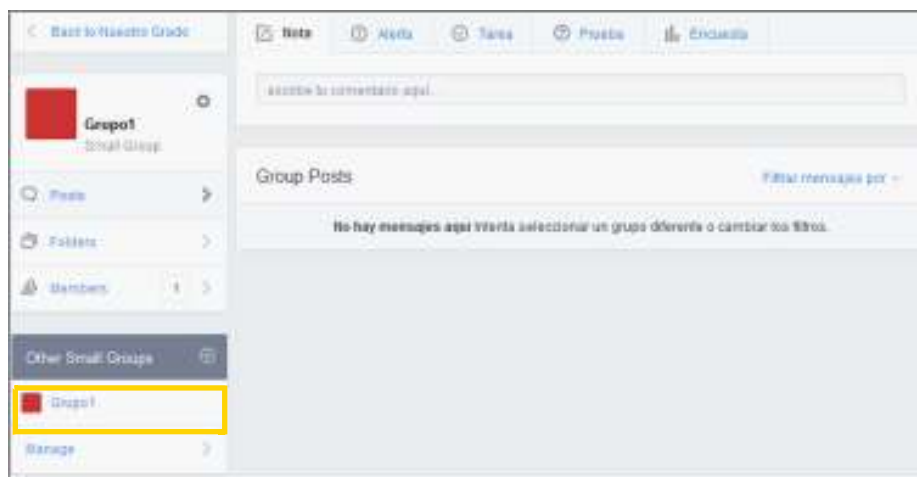 Back to Nuestro Grado
Nota Alerta Tarea Prueba Encuesta
escribe tu comentario aquí...
Grupo1
Small Group
Posts
Folders
Members 1
Group Posts
Filtrar mensajes por
No hay mensajes aquí Intenta seleccionar un grupo diferente o cambiar los filtros.
Other Small Groups
Grupo1
Manage